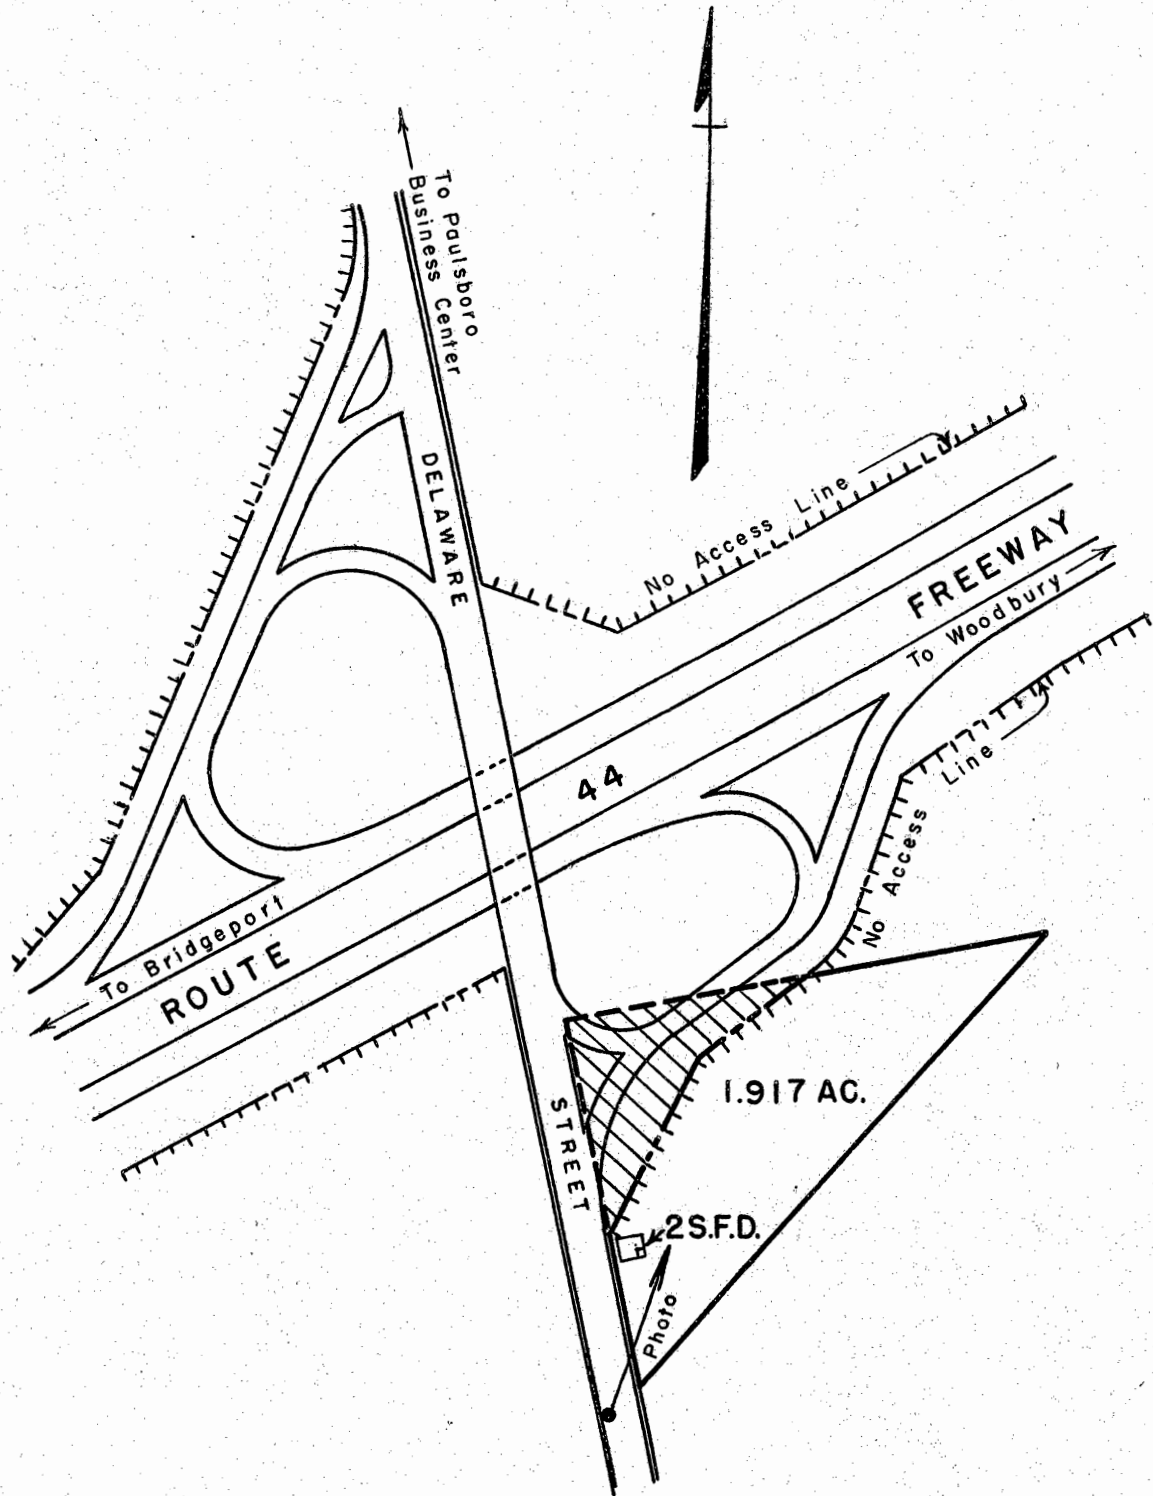 To Paulsboro
Business Center
DELAWARE
No Access Line
FREEWAY
To Woodbury
44
No Access Line
To Bridgeport
ROUTE
1.917 AC.
STREET
2 S.F.D.
Photo